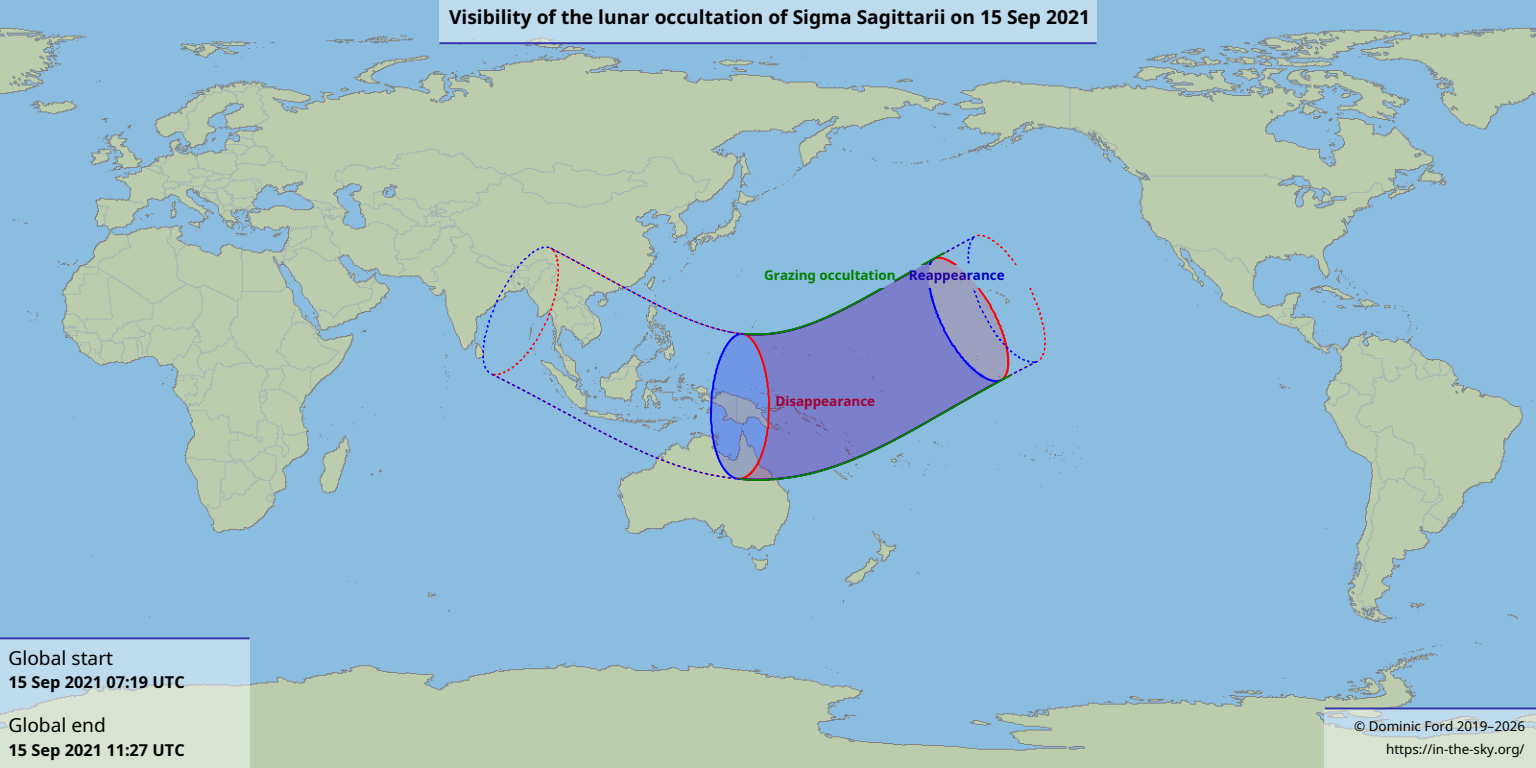 Visibility of the lunar occultation of Sigma Sagittarii on 15 Sep 2021
Grazing occultation
Reappearance
Disappearance
Global start
15 Sep 2021 07:19 UTC
Global end
15 Sep 2021 11:27 UTC
© Dominic Ford 2019–2026
https://in-the-sky.org/